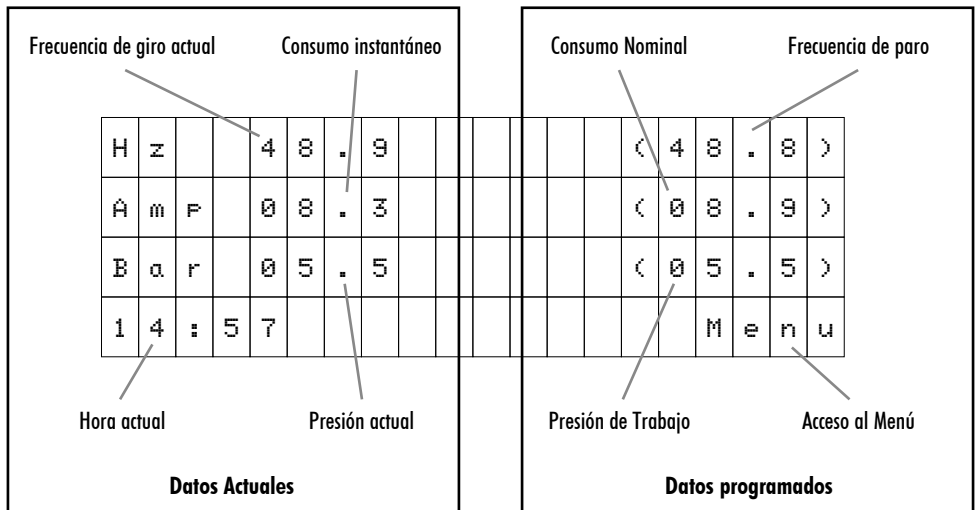 Frecuencia de giro actual Consumo instantáneo Consumo Nominal Frecuencia de paro
Hz 48.9 (48.8)
Amp 08.3 (08.9)
Bar 05.5 (05.5)
14:57 Menu
Hora actual Presión actual Presión de Trabajo Acceso al Menú
Datos Actuales Datos programados